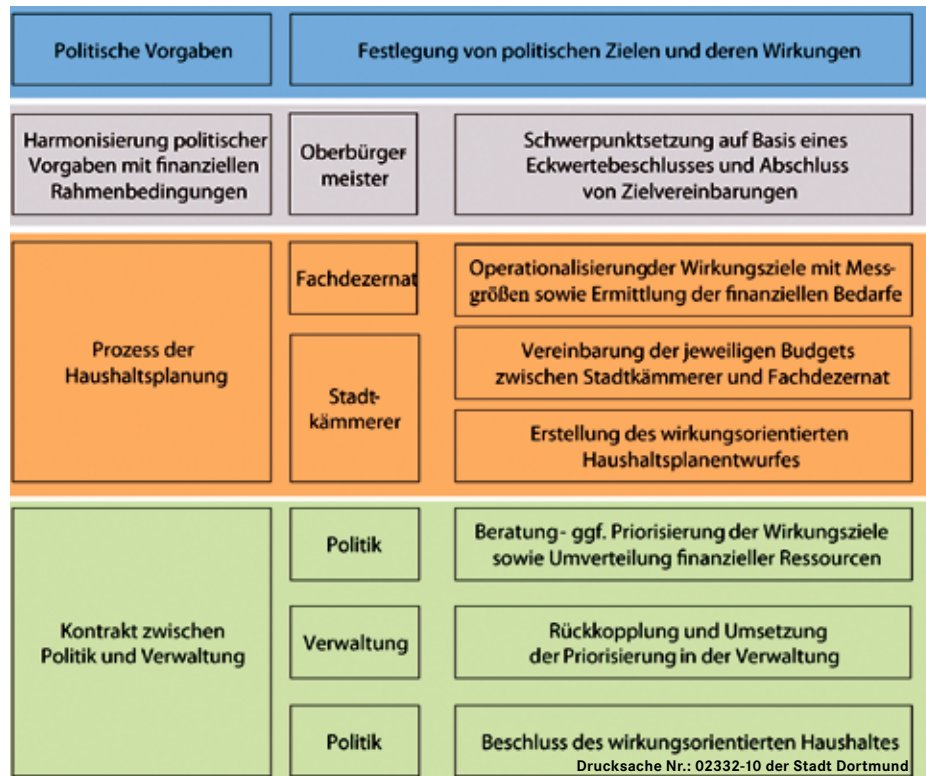 Politische Vorgaben
Festlegung von politischen Zielen und deren Wirkungen
Harmonisierung politischer
Vorgaben mit finanziellen
Rahmenbedingungen
Oberbürger
meister
Schwerpunktsetzung auf Basis eines
Eckwertebeschlusses und Abschluss
von Zielvereinbarungen
Prozess der
Haushaltsplanung
Fachdezernat
Operationalisierungder Wirkungsziele mit Mess-
größen sowie Ermittlung der finanziellen Bedarfe
Stadt-
kämmerer
Vereinbarung der jeweiligen Budgets
zwischen Stadtkämmerer und Fachdezernat
Erstellung des wirkungsorientierten
Haushaltsplanentwurfes
Kontrakt zwischen
Politik und Verwaltung
Politik
Beratung- ggf. Priorisierung der Wirkungsziele
sowie Umverteilung finanzieller Ressourcen
Verwaltung
Rückkopplung und Umsetzung
der Priorisierung in der Verwaltung
Politik
Beschluss des wirkungsorientierten Haushaltes
Drucksache Nr.: 02332-10 der Stadt Dortmund